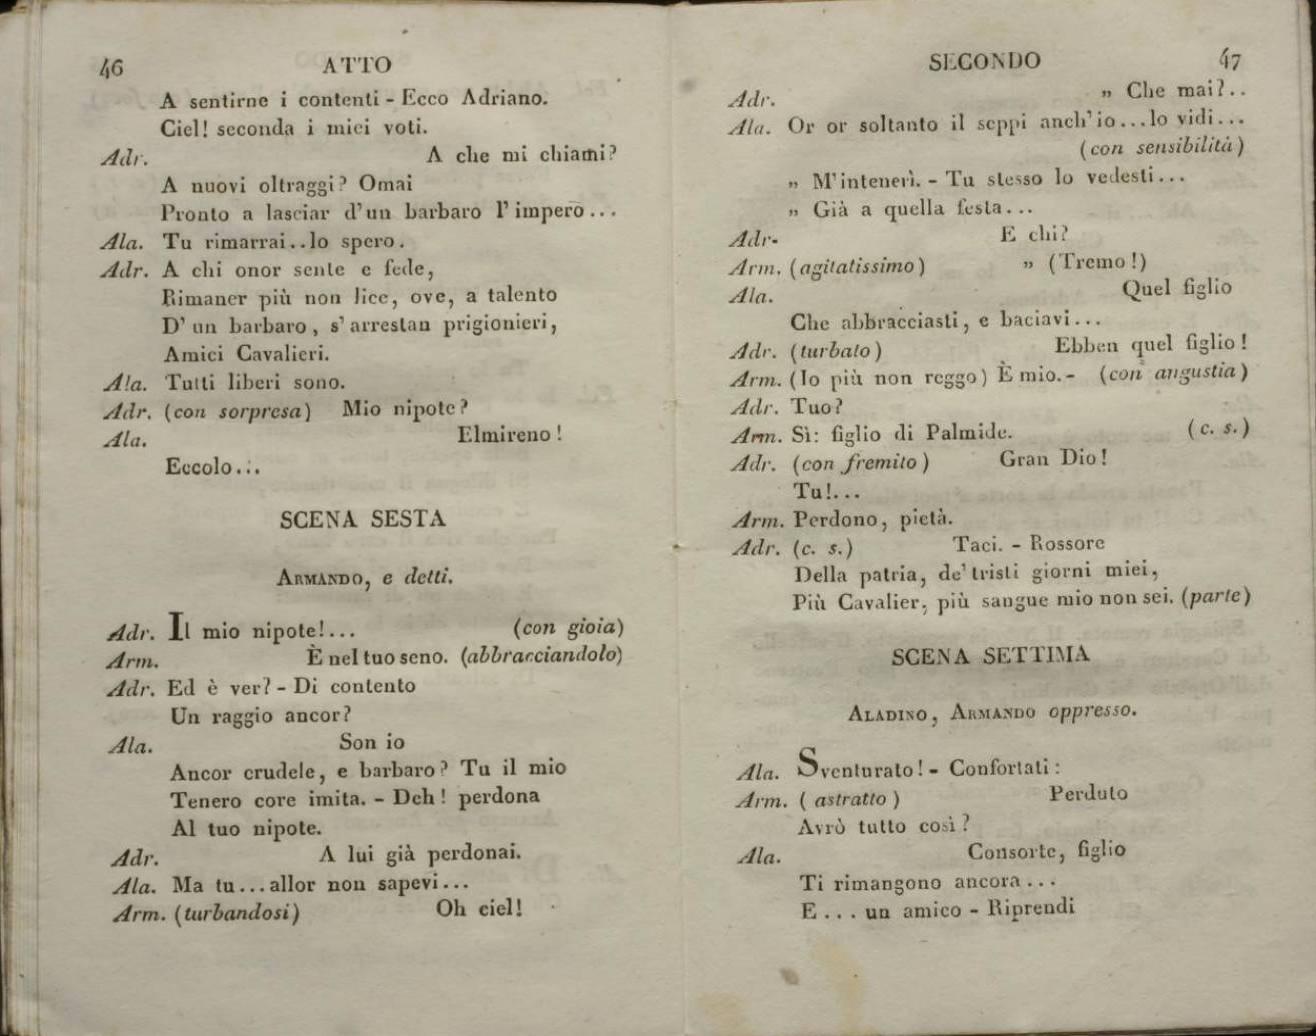 46 ATTO
A sentirne i contenti - Ecco Adriano.
Ciel! seconda i miei voti.
Adr. A che mi chiami?
A nuovi oltraggi? Omai
Pronto a lasciar d'un barbaro l'impero...
Ala. Tu rimarrai..lo spero.
Adr. A chi onor sente e fede,
Rimaner più non lice, ove, a talento
D'un barbaro, s'arrestan prigionieri,
Amici Cavalieri.
Ala. Tutti liberi sono.
Adr. (con sorpresa) Mio nipote?
Ala. Elmireno!
Eccolo...
SCENA SESTA
ARMANDO, e detti.
Adr. Il mio nipote!... (con gioia)
Arm. È nel tuo seno. (abbracciandolo)
Adr. Ed è ver? - Di contento
Un raggio ancor?
Ala. Son io
Ancor crudele, e barbaro? Tu il mio
Tenero core imita. - Deh! perdona
Al tuo nipote.
Adr. A lui già perdonai.
Ala. Ma tu...allor non sapevi...
Arm. (turbandosi) Oh ciel!
SECONDO 47
Adr. „ Che mai?..
Ala. Or or soltanto il seppi anch'io...lo vidi...
(con sensibilità)
„ M'intenerì. - Tu stesso lo vedesti...
„ Già a quella festa...
Adr. E chi?
Arm. (agitatissimo) „ (Tremo!)
Ala. Quel figlio
Che abbracciasti, e baciavi...
Adr. (turbato) Ebben quel figlio!
Arm. (Io più non reggo) È mio.- (con angustia)
Adr. Tuo?
Arm. Sì: figlio di Palmide. (c. s.)
Adr. (con fremito) Gran Dio!
Tu!...
Arm. Perdono, pietà.
Adr. (c. s.) Taci. - Rossore
Della patria, de'tristi giorni miei,
Più Cavalier, più sangue mio non sei. (parte)
SCENA SETTIMA
ALADINO, ARMANDO oppresso.
Ala. Sventurato! - Confortati:
Arm. (astratto) Perduto
Avrò tutto così?
Ala. Consorte, figlio
Ti rimangono ancora...
E... un amico - Riprendi